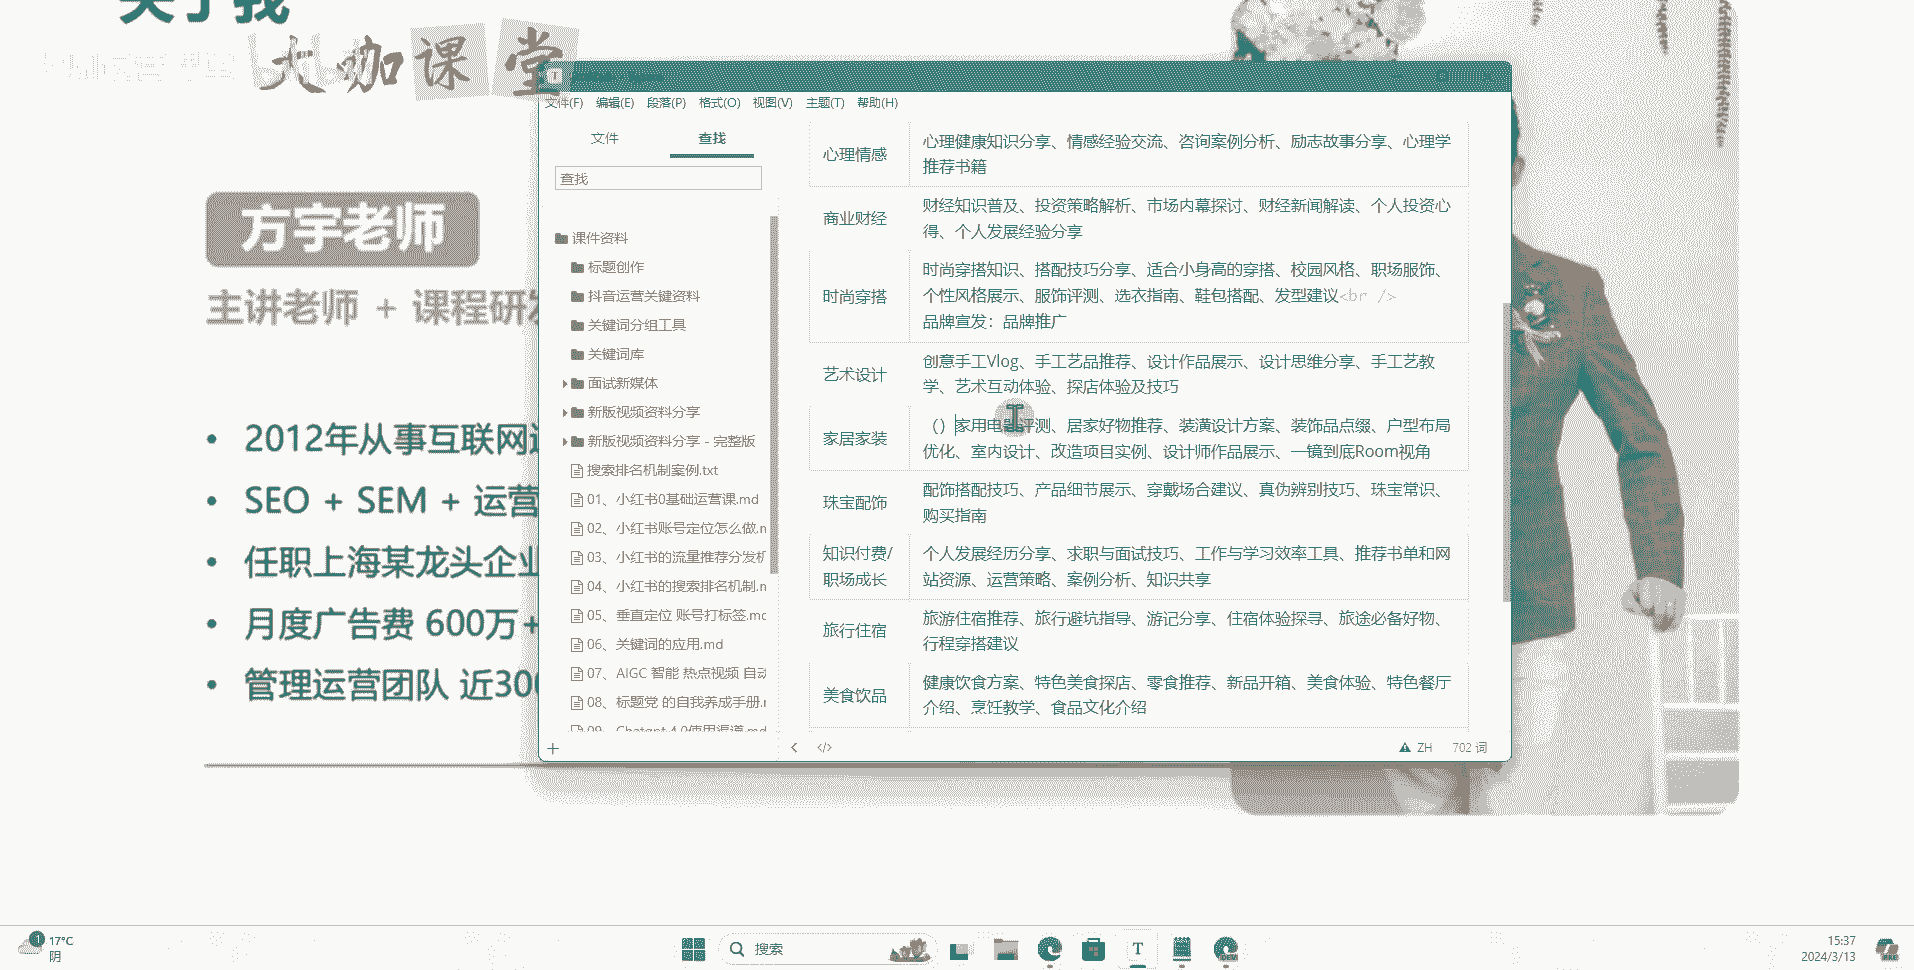 关于我
大咖课堂
方宇老师
主讲老师 + 课程研发
2012年从事互联网运
SEO + SEM + 运营
任职上海某龙头企业
月度广告费 600万+
管理运营团队 近300
文件(F) 编辑(E) 段落(P) 格式(O) 视图(V) 主题(T) 帮助(H)
文件 查找
查找
课件资料
标题创作
抖音运营关键资料
关键词分组工具
关键词库
面试新媒体
新版视频资料分享
新版视频资料分享 - 完整版
搜索排名机制案例.txt
01、小红书0基础运营课.md
02、小红书账号定位怎么做.n
03、小红书的流量推荐分发机
04、小红书的搜索排名机制.n
05、垂直定位 账号打标签.mc
06、关键词的应用.md
07、AIGC 智能 热点视频 自动
08、标题党 的自我养成手册.r
09、Chatgpt 4.0使用渠道.md
心理情感
心理健康知识分享、情感经验交流、咨询案例分析、励志故事分享、心理学
推荐书籍
商业财经
财经知识普及、投资策略解析、市场内幕探讨、财经新闻解读、个人投资心
得、个人发展经验分享
时尚穿搭
时尚穿搭知识、搭配技巧分享、适合小身高的穿搭、校园风格、职场服饰、
个性风格展示、服饰评测、选衣指南、鞋包搭配、发型建议<br />
品牌宣发：品牌推广
艺术设计
创意手工Vlog、手工艺品推荐、设计作品展示、设计思维分享、手工艺教
学、艺术互动体验、探店体验及技巧
家居家装
（）家用电器评测、居家好物推荐、装潢设计方案、装饰品点缀、户型布局
优化、室内设计、改造项目实例、设计师作品展示、一镜到底Room视角
珠宝配饰
配饰搭配技巧、产品细节展示、穿戴场合建议、真伪辨别技巧、珠宝常识、
购买指南
知识付费/
职场成长
个人发展经历分享、求职与面试技巧、工作与学习效率工具、推荐书单和网
站资源、运营策略、案例分析、知识共享
旅行住宿
旅游住宿推荐、旅行避坑指导、游记分享、住宿体验探寻、旅途必备好物、
行程穿搭建议
美食饮品
健康饮食方案、特色美食探店、零食推荐、新品开箱、美食体验、特色餐厅
介绍、烹饪教学、食品文化介绍
ZH 702 词
1
17°C
阴
搜索
15:37
2024/3/13